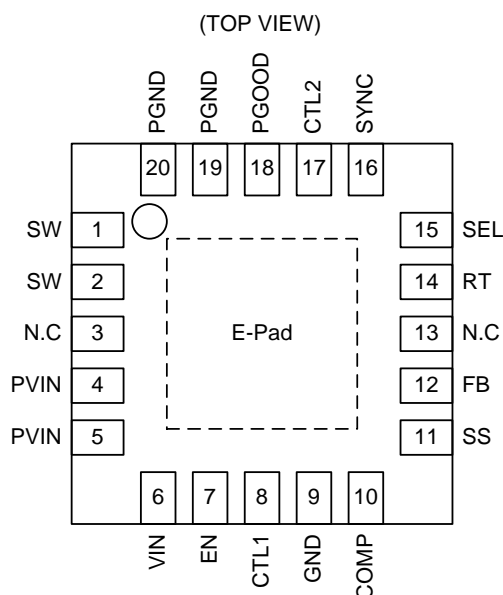 (TOP VIEW)
PGND
PGND
PGOOD
CTL2
SYNC
20
19
18
17
16
SW 1
15 SEL
SW 2
14 RT
N.C 3
E-Pad
13 N.C
PVIN 4
12 FB
PVIN 5
11 SS
6
7
8
9
10
VIN
EN
CTL1
GND
COMP